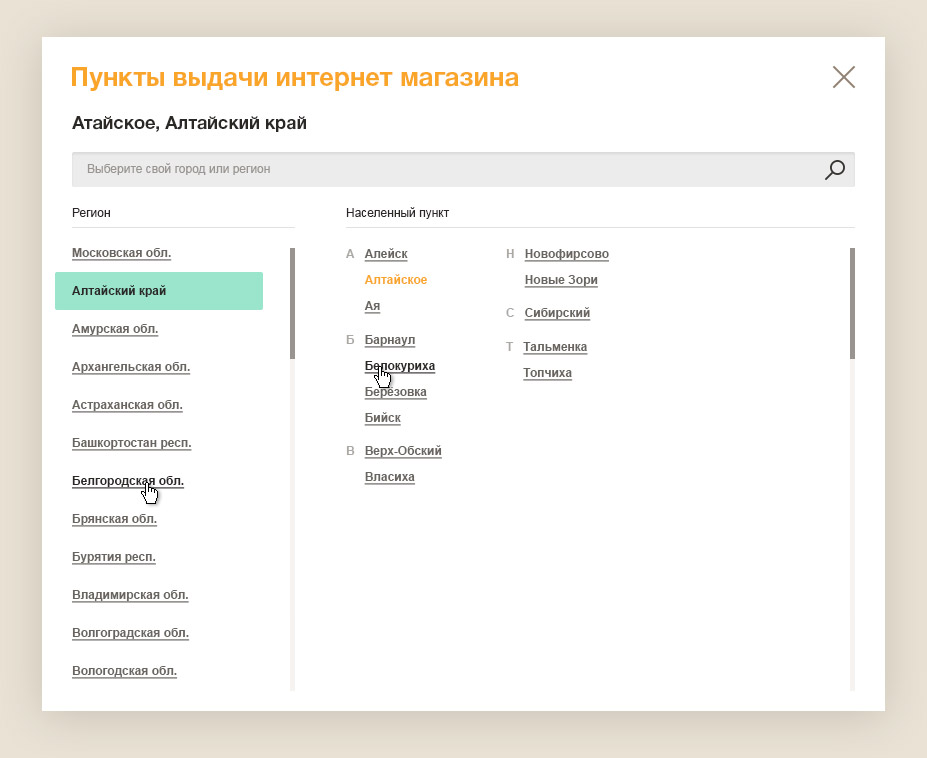 Пункты выдачи интернет магазина
Атайское, Алтайский край
Выберите свой город или регион
Регион
Московская обл.
Алтайский край
Амурская обл.
Архангельская обл.
Астраханская обл.
Башкортостан респ.
Белгородская обл.
Брянская обл.
Бурятия респ.
Владимирская обл.
Волгоградская обл.
Вологодская обл.
Населенный пункт
А Алейск
Алтайское
Ая
Б Барнаул
Белокуриха
Березовка
Бийск
В Верх-Обский
Власиха
Н Новофирсово
Новые Зори
С Сибирский
Т Тальменка
Топчиха